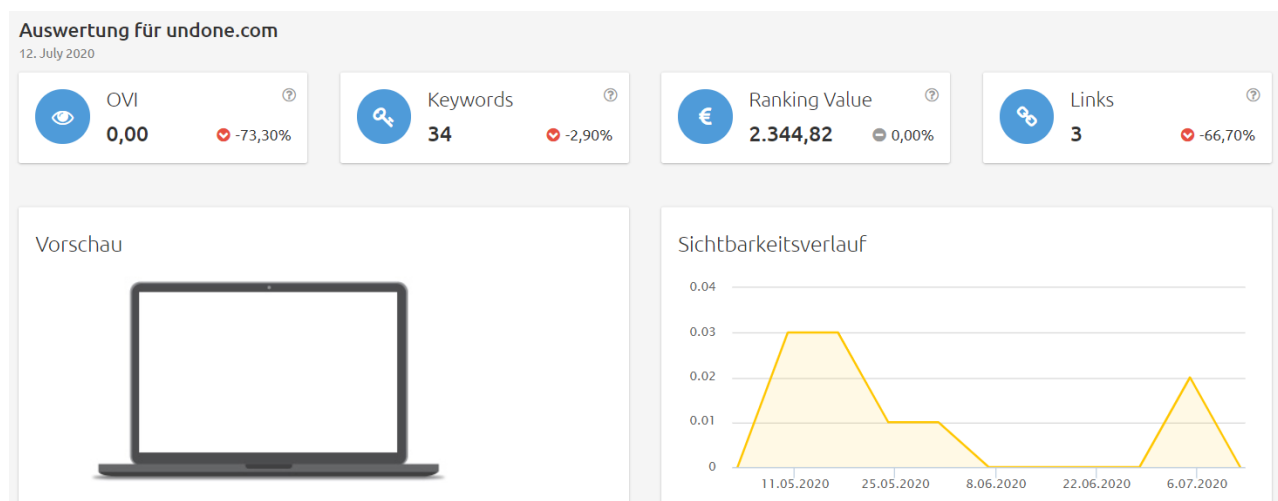 Auswertung für undone.com
12. July 2020
OVI
0,00
-73,30%
Keywords
34
-2,90%
Ranking Value
2.344,82
0,00%
Links
3
-66,70%
Vorschau
Sichtbarkeitsverlauf
0.04
0.03
0.02
0.01
0
11.05.2020 25.05.2020 8.06.2020 22.06.2020 6.07.2020